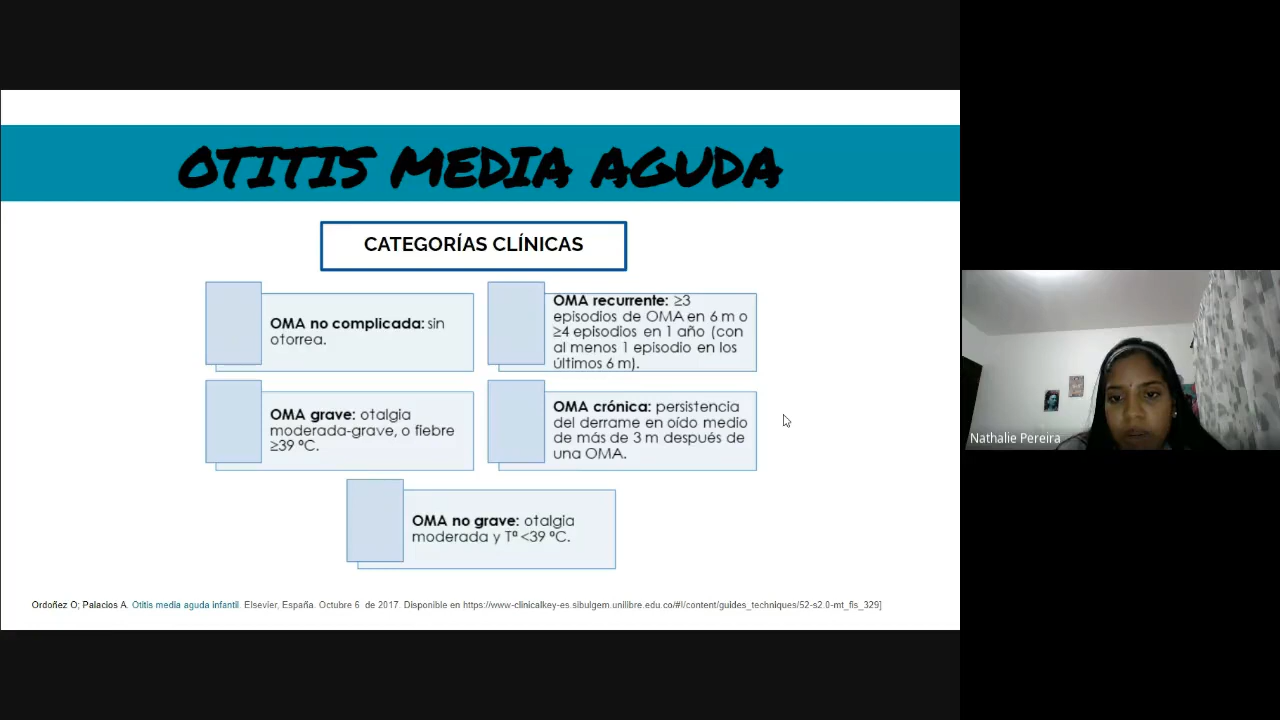 OTITIS MEDIA AGUDA
CATEGORÍAS CLÍNICAS
OMA no complicada: sin
otorrea.
OMA recurrente: ≥3
episodios de OMA en 6 m o
≥4 episodios en 1 año (con
al menos 1 episodio en los
últimos 6 m).
OMA grave: otalgia
moderada-grave, o fiebre
≥39 ºC.
OMA crónica: persistencia
del derrame en oído medio
de más de 3 m después de
una OMA.
OMA no grave: otalgia
moderada y Tª <39 ºC.
Ordoñez O; Palacios A. Otitis media aguda infantil. Elsevier, España. Octubre 6 de 2017. Disponible en https://www-clinicalkey-es.sibulgem.unilibre.edu.co/#!/content/guides_techniques/52-s2.0-mt_fis_329]
Nathalie Pereira